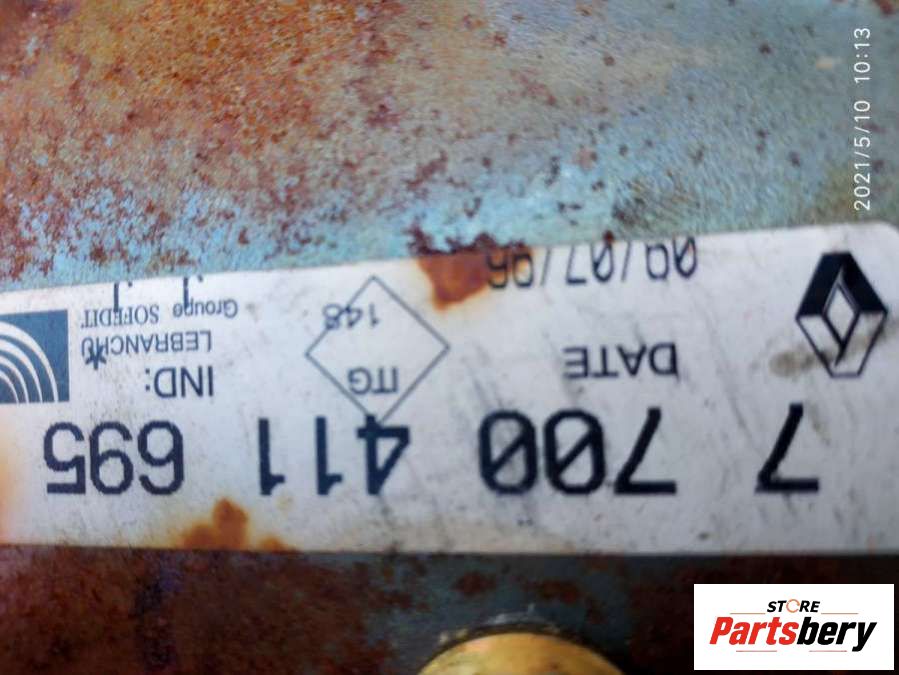 7 700 411 695
DATE
09/07/96
ITG
148
IND:
*
LEBRANCHU
Groupe SOFEDIT
2021/5/10 10:13
STORE
Partsbery